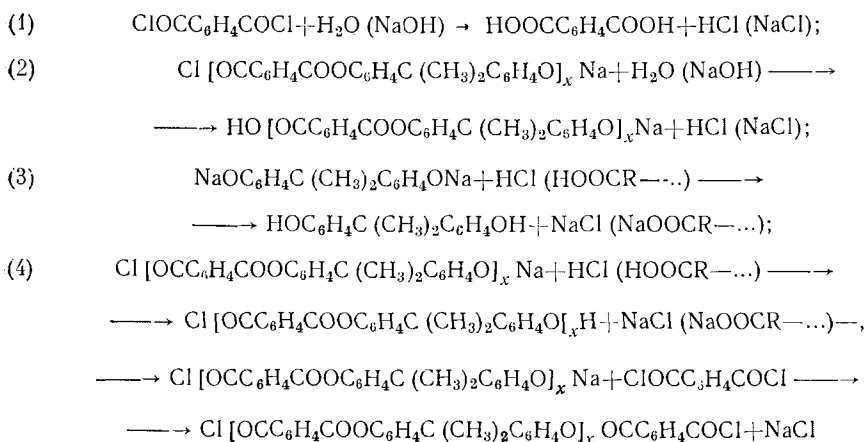 (1) ClOCC₆H₄COCl+H₂O (NaOH) → HOOCC₆H₄COOH+HCl (NaCl);
(2) Cl [OCC₆H₄COOC₆H₄C (CH₃)₂C₆H₄O]ₓ Na+H₂O (NaOH) ⟶
⟶ HO [OCC₆H₄COOC₆H₄C (CH₃)₂C₆H₄O]ₓNa+HCl (NaCl);
(3) NaOC₆H₄C (CH₃)₂C₆H₄ONa+HCl (HOOCR—...) ⟶
⟶ HOC₆H₄C (CH₃)₂C₆H₄OH+NaCl (NaOOCR—...);
(4) Cl [OCC₆H₄COOC₆H₄C (CH₃)₂C₆H₄O]ₓ Na+HCl (HOOCR—...) ⟶
⟶ Cl [OCC₆H₄COOC₆H₄C (CH₃)₂C₆H₄O[ₓH+NaCl (NaOOCR—...)—,
⟶ Cl [OCC₆H₄COOC₆H₄C (CH₃)₂C₆H₄O]ₓ Na+ClOCC₆H₄COCl ⟶
⟶ Cl [OCC₆H₄COOC₆H₄C (CH₃)₂C₆H₄O]ₓ OCC₆H₄COCl+NaCl